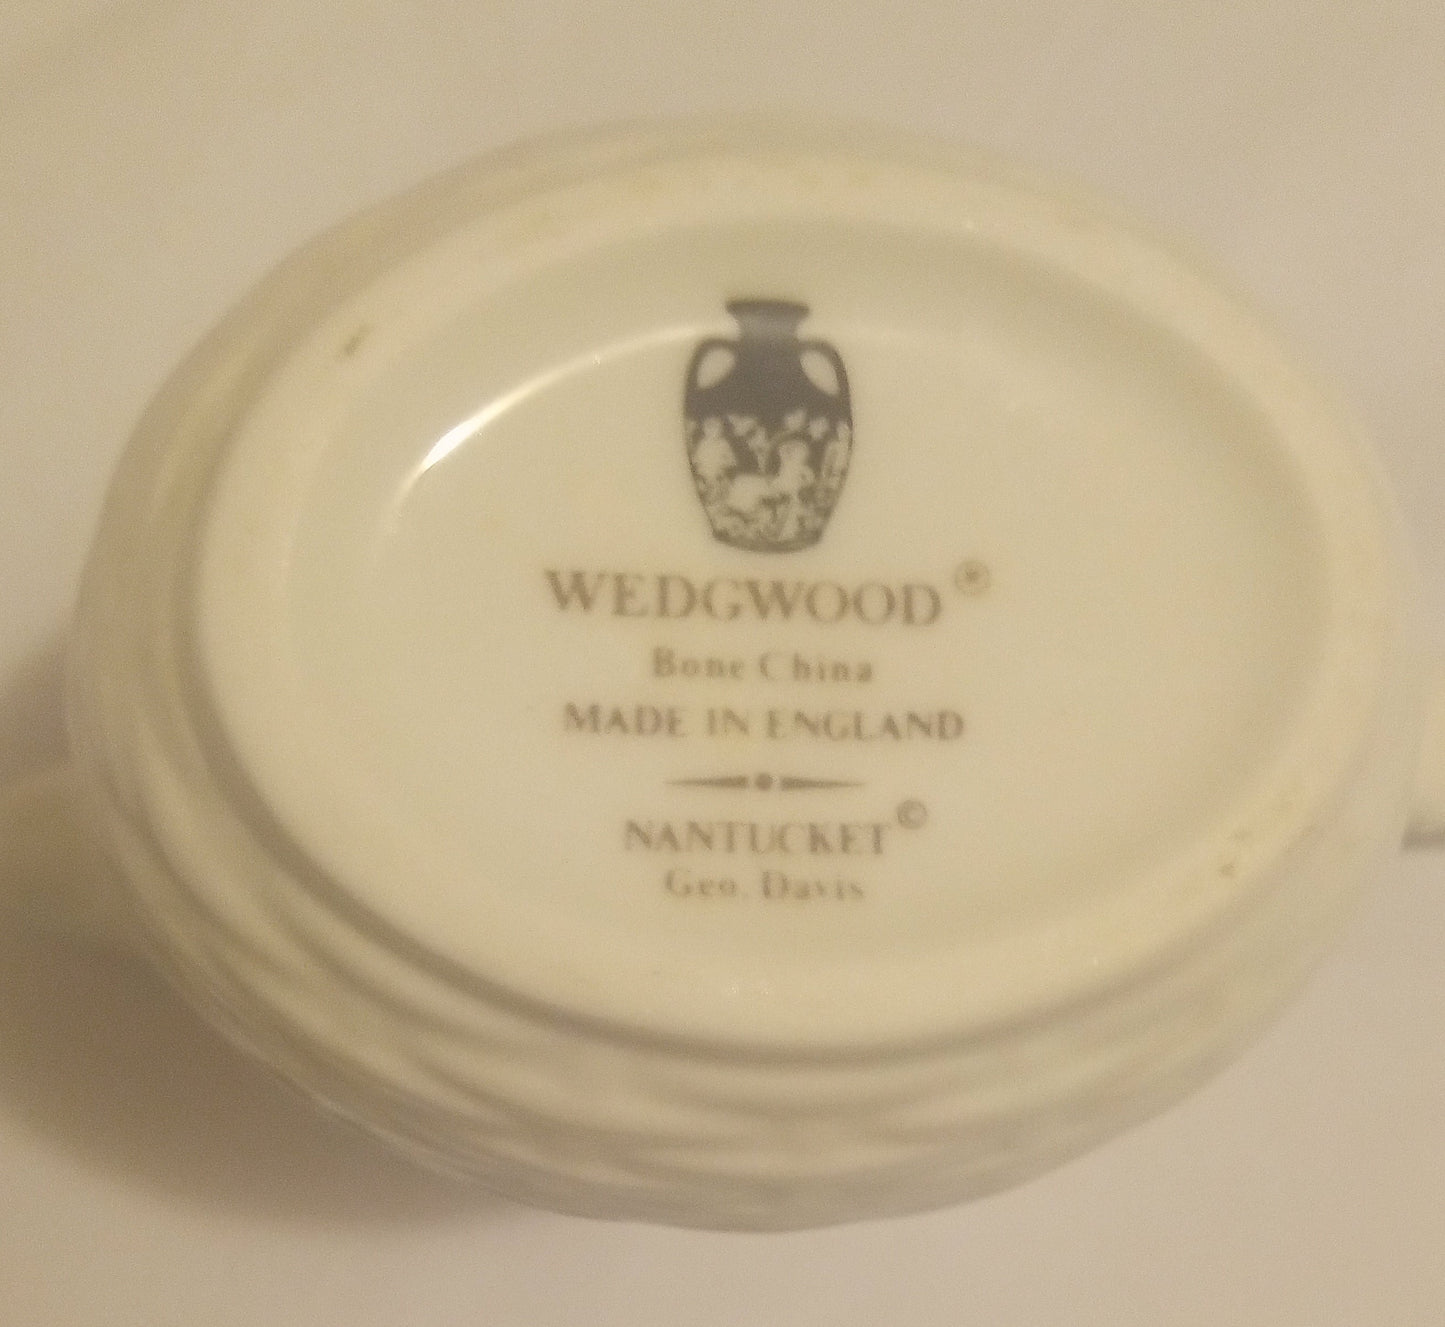 WEDGWOOD®
Bone China
MADE IN ENGLAND
NANTUCKET©
Geo. Davis